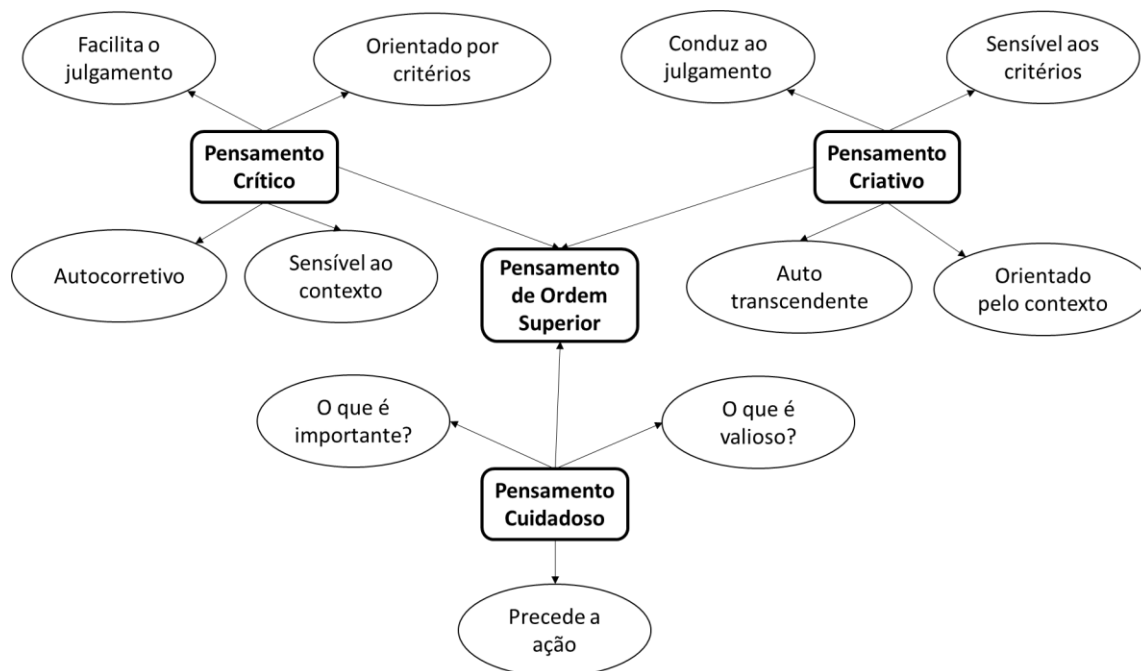 Facilita o
julgamento
Orientado por
critérios
Conduz ao
julgamento
Sensível aos
critérios
Pensamento
Crítico
Pensamento
Criativo
Autocorretivo
Sensível ao
contexto
Pensamento
de Ordem
Superior
Auto
transcendente
Orientado
pelo contexto
O que é
importante?
O que é
valioso?
Pensamento
Cuidadoso
Precede a
ação